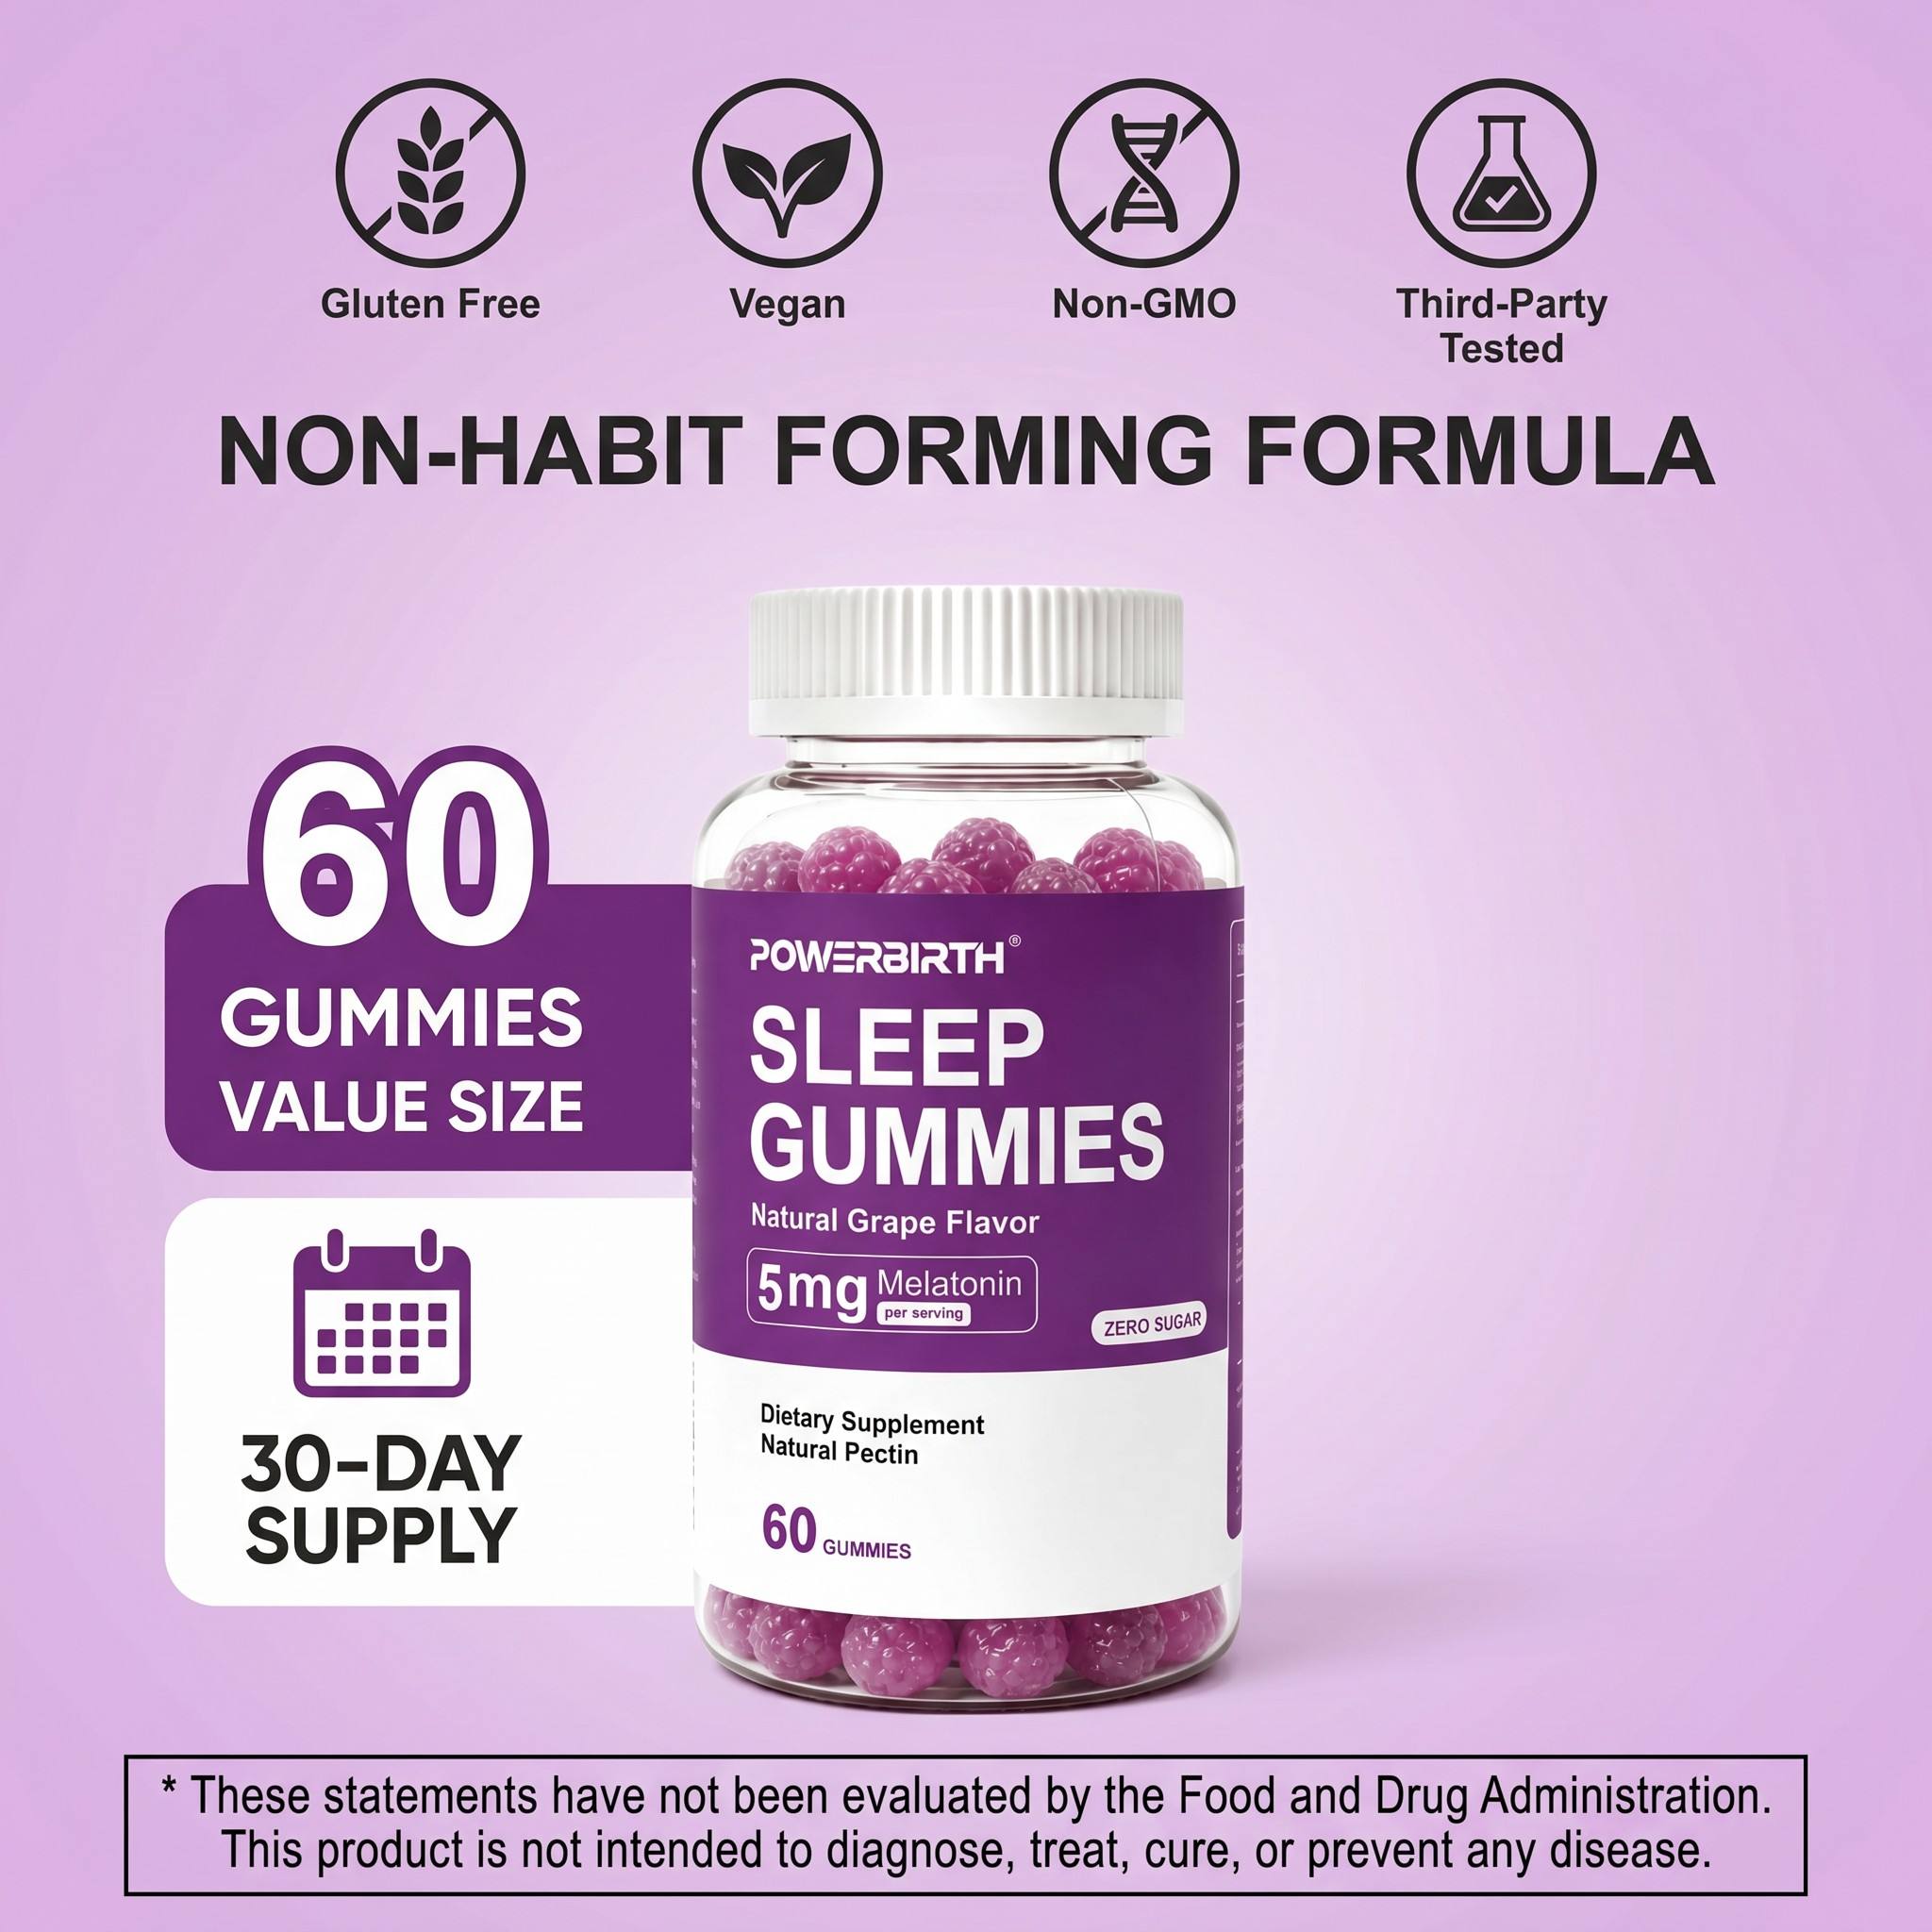 Gluten Free
Vegan
Non-GMO
Third-Party
Tested
NON-HABIT FORMING FORMULA
60
GUMMIES
VALUE SIZE
30-DAY
SUPPLY
POWERBIRTH®
SLEEP
GUMMIES
Natural Grape Flavor
5mg Melatonin
per serving
ZERO SUGAR
Dietary Supplement
Natural Pectin
60 GUMMIES
* These statements have not been evaluated by the Food and Drug Administration.
This product is not intended to diagnose, treat, cure, or prevent any disease.